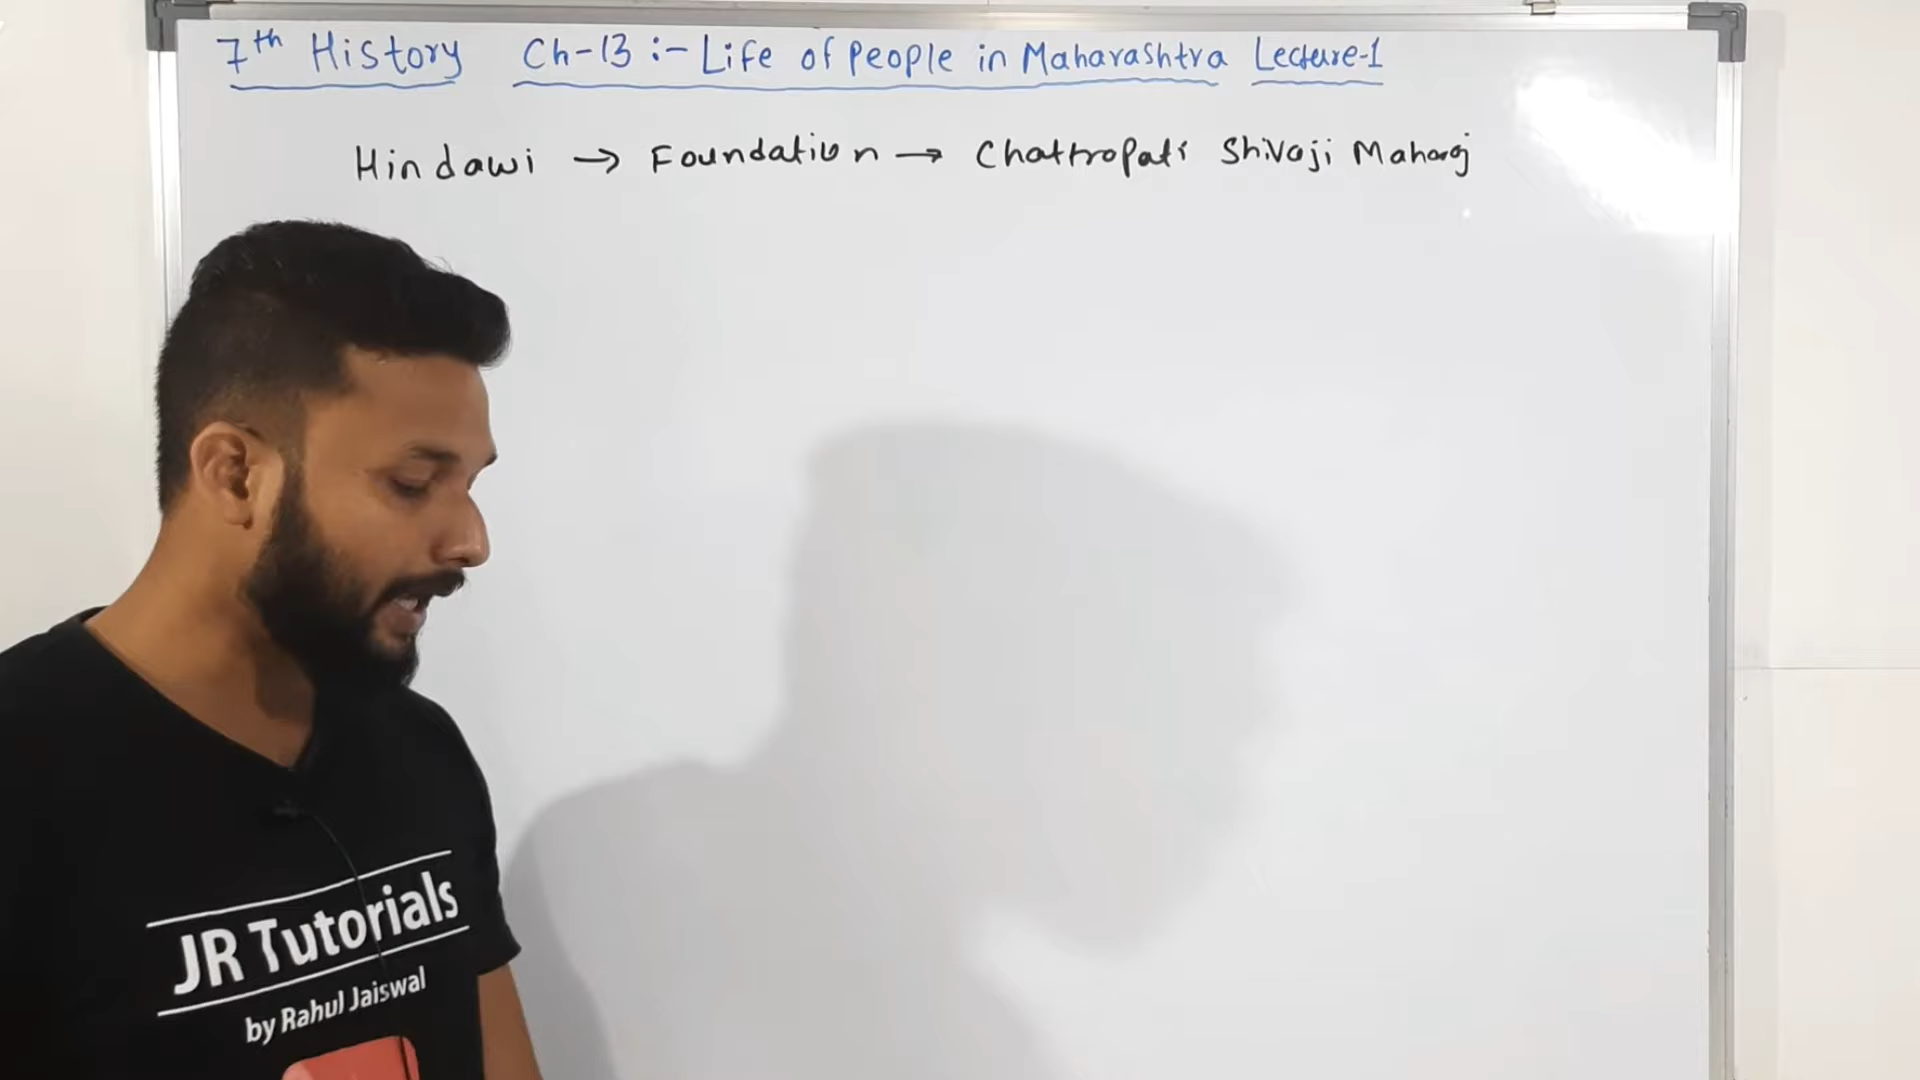 7th History Ch-13 :- Life of People in Maharashtra Lecture-1
Hindawi → Foundation → Chattropati Shivaji Maharaj
JR Tutorials
by Rahul Jaiswal